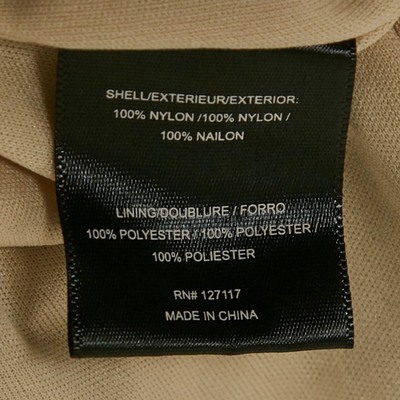 SHELL/EXTERIEUR/EXTERIOR:
100% NYLON /100% NYLON /
100% NAILON
LINING/DOUBLURE / FORRO
100% POLYESTER / 100% POLYESTER /
100% POLIESTER
RN# 127117
MADE IN CHINA